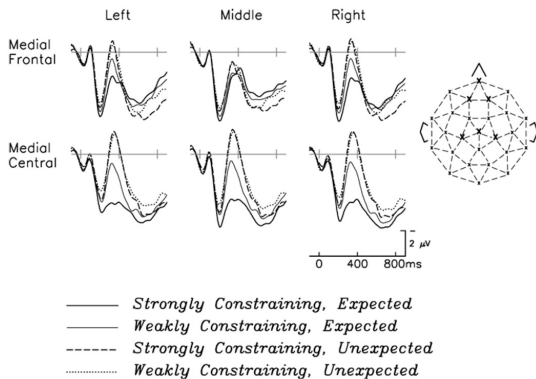 Left Middle Right
Medial
Frontal
Medial
Central
2 μV
0 400 800ms
Strongly Constraining, Expected
Weakly Constraining, Expected
Strongly Constraining, Unexpected
Weakly Constraining, Unexpected